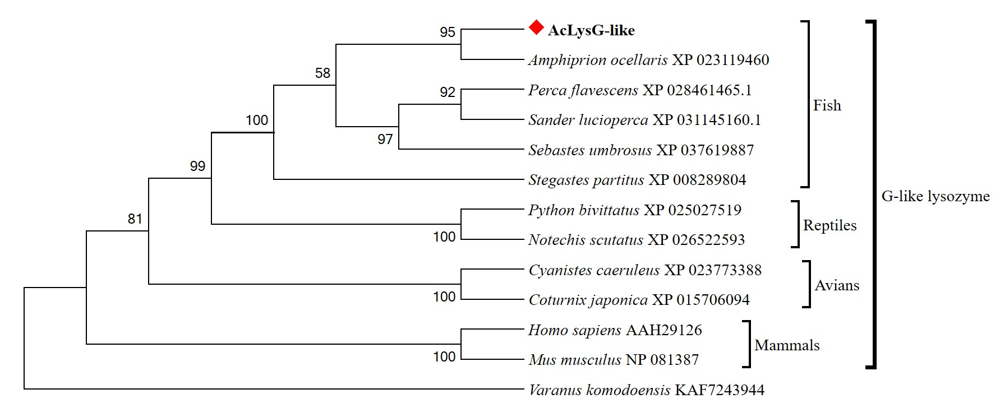 95
AcLysG-like
Amphiprion ocellaris XP 023119460
58
92
Perca flavescens XP 028461465.1
Fish
100
Sander lucioperca XP 031145160.1
97
Sebastes umbrosus XP 037619887
99
Stegastes partitus XP 008289804
G-like lysozyme
81
Python bivittatus XP 025027519
Reptiles
100
Notechis scutatus XP 026522593
Cyanistes caeruleus XP 023773388
Avians
100
Coturnix japonica XP 015706094
Homo sapiens AAH29126
Mammals
100
Mus musculus NP 081387
Varanus komodoensis KAF7243944